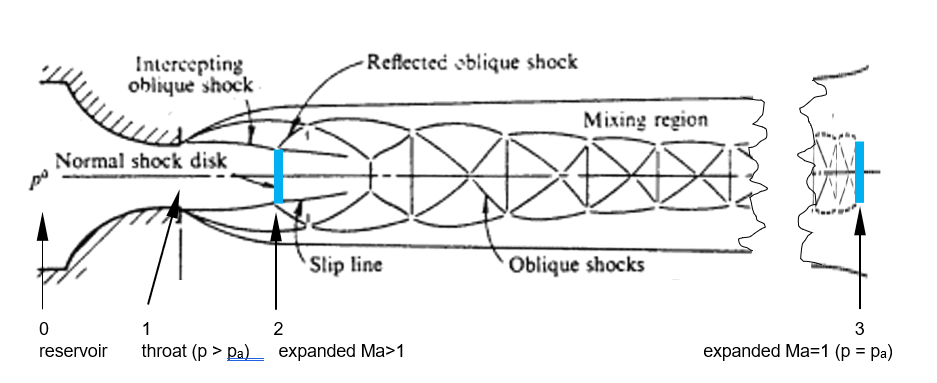 Intercepting
oblique shock
Reflected oblique shock
Mixing region
Normal shock disk
p⁰
Slip line
Oblique shocks
0
reservoir
1
throat (p > pa)
2
expanded Ma>1
3
expanded Ma=1 (p = pa)